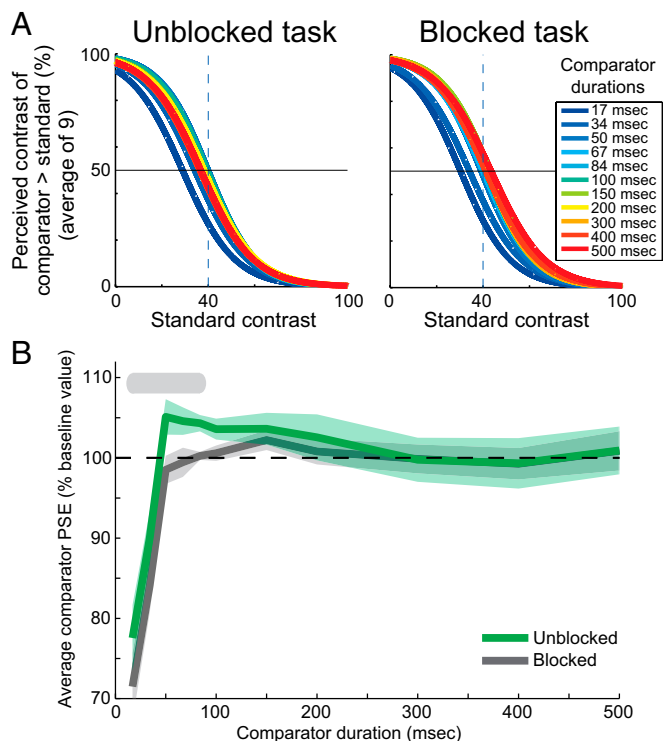 A
Unblocked task
Blocked task
Perceived contrast of
comparator > standard (%)
(average of 9)
100
50
0
0
40
100
Standard contrast
0
40
100
Standard contrast
Comparator
durations
17 msec
34 msec
50 msec
67 msec
84 msec
100 msec
150 msec
200 msec
300 msec
400 msec
500 msec
B
Average comparator PSE (% baseline value)
110
100
90
80
70
0
100
200
300
400
500
Comparator duration (msec)
Unblocked
Blocked